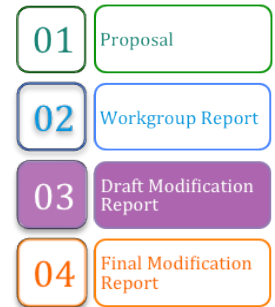 01 Proposal
02 Workgroup Report
03 Draft Modification
Report
04 Final Modification
Report